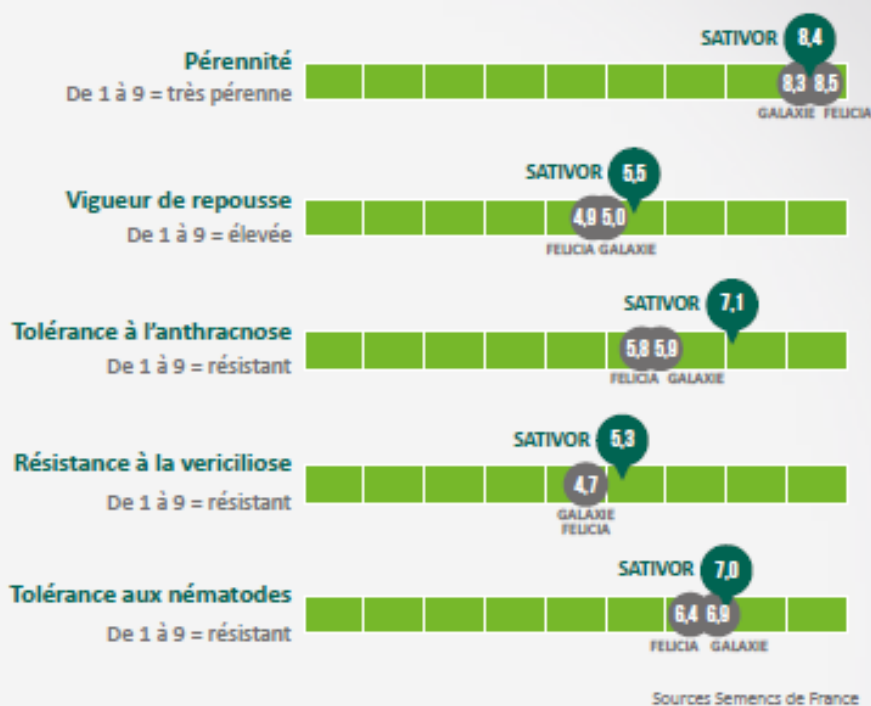 SATIVOR 8,4
Pérennité
De 1 à 9 = très pérenne
8,3 8,5
GALAXIE FELICIA
SATIVOR 5,5
Vigueur de repousse
De 1 à 9 = élevée
4,9 5,0
FELICIA GALAXIE
SATIVOR 7,1
Tolérance à l'anthracnose
De 1 à 9 = résistant
5,8 5,9
FELICIA GALAXIE
SATIVOR 5,3
Résistance à la vericiliose
De 1 à 9 = résistant
4,7
GALAXIE
FELICIA
SATIVOR 7,0
Tolérance aux nématodes
De 1 à 9 = résistant
6,4 6,9
FELICIA GALAXIE
Sources Semencs de France